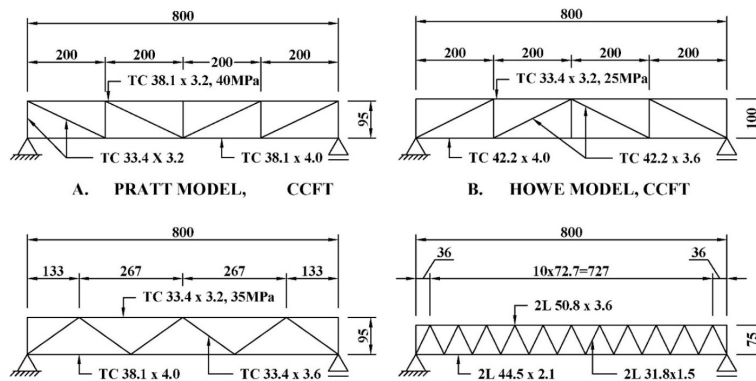 800
200 200 200 200
TC 38.1 x 3.2, 40MPa
95
TC 33.4 X 3.2
TC 38.1 x 4.0
A. PRATT MODEL, CCFT
800
200 200 200 200
TC 33.4 x 3.2, 25MPa
100
TC 42.2 x 4.0
TC 42.2 x 3.6
B. HOWE MODEL, CCFT
800
133 267 267 133
TC 33.4 x 3.2, 35MPa
95
TC 38.1 x 4.0
TC 33.4 x 3.6
800
36 36
10x72.7=727
2L 50.8 x 3.6
75
2L 44.5 x 2.1
2L 31.8x1.5